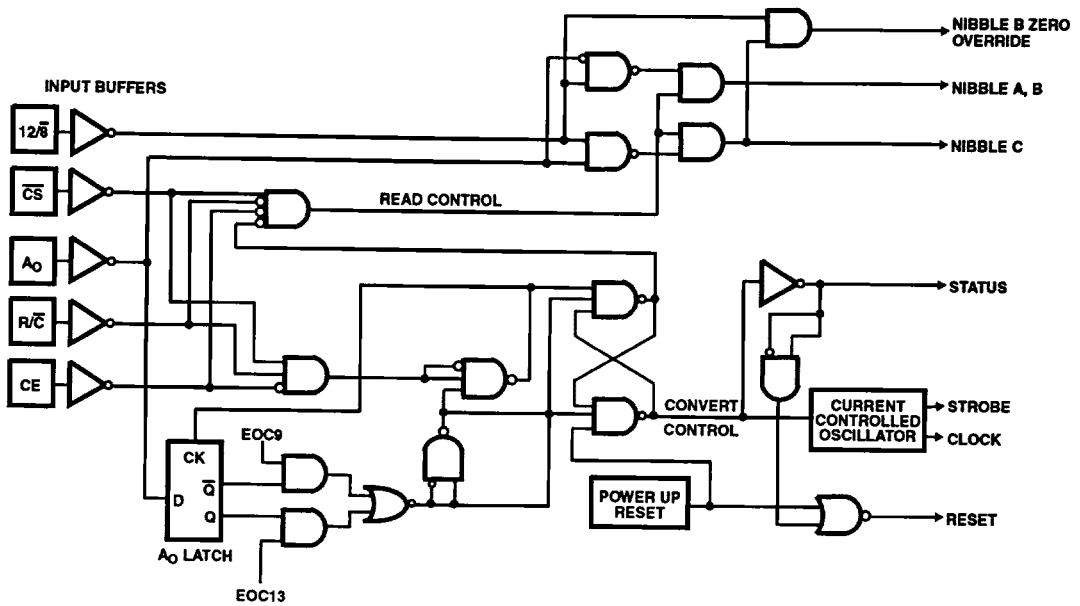 NIBBLE B ZERO
OVERRIDE
INPUT BUFFERS
NIBBLE A, B
12/8̅
NIBBLE C
C̅S̅
READ CONTROL
A₀
STATUS
R/C̅
CE
CONVERT
CONTROL
CURRENT
CONTROLLED
OSCILLATOR
STROBE
CLOCK
EOC9
CK
Q̅
D
Q
POWER UP
RESET
RESET
A₀ LATCH
EOC13